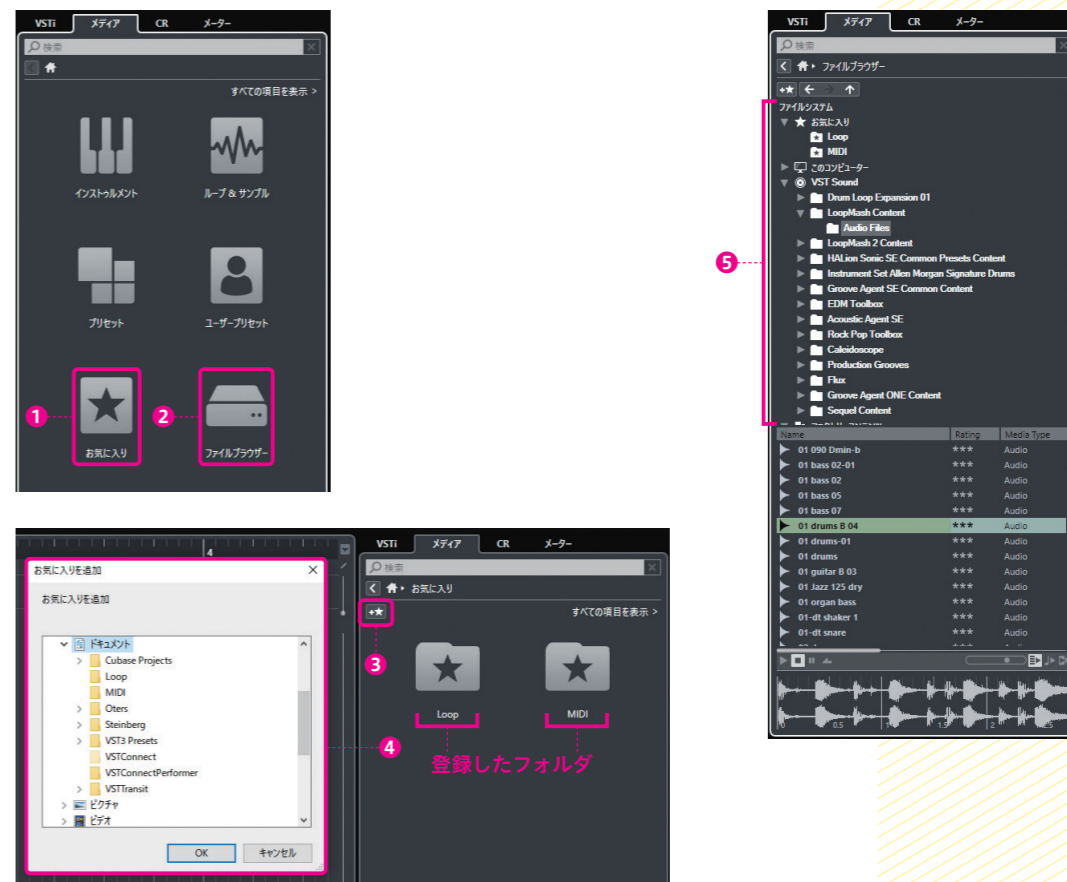 VSTi メディア CR メーター
検索
すべての項目を表示 >
インストゥルメント ループ & サンプル
プリセット ユーザープリセット
1 2
お気に入り ファイルブラウザー
お気に入りを追加
お気に入りを追加
ドキュメント
Cubase Projects
Loop
MIDI
Oters
Steinberg
VST3 Presets
VSTConnect
VSTConnectPerformer
VSTTransit
ピクチャ
ビデオ
OK キャンセル
4
4
VSTi メディア CR メーター
検索
お気に入り
すべての項目を表示 >
3
Loop MIDI
登録したフォルダ
VSTi メディア CR メーター
検索
ファイルブラウザー
ファイルシステム
お気に入り
Loop
MIDI
このコンピューター
VST Sound
Drum Loop Expansion 01
LoopMash Content
Audio Files
LoopMash 2 Content
HALion Sonic SE Common Presets Content
Instrument Set Allen Morgan Signature Drums
Groove Agent SE Common Content
EDM Toolbox
Acoustic Agent SE
Rock Pop Toolbox
Caleidoscope
Production Grooves
Flux
Groove Agent ONE Content
Sequel Content
5
Name Rating Media Type
01 090 Dmin-b *** Audio
01 bass 02-01 *** Audio
01 bass 02 *** Audio
01 bass 05 *** Audio
01 bass 07 *** Audio
01 drums B 04 *** Audio
01 drums-01 *** Audio
01 drums *** Audio
01 guitar B 03 *** Audio
01 Jazz 125 dry *** Audio
01 organ bass *** Audio
01-dt shaker 1 *** Audio
01-dt snare *** Audio
0 0.5 1 1.5 2 2.5